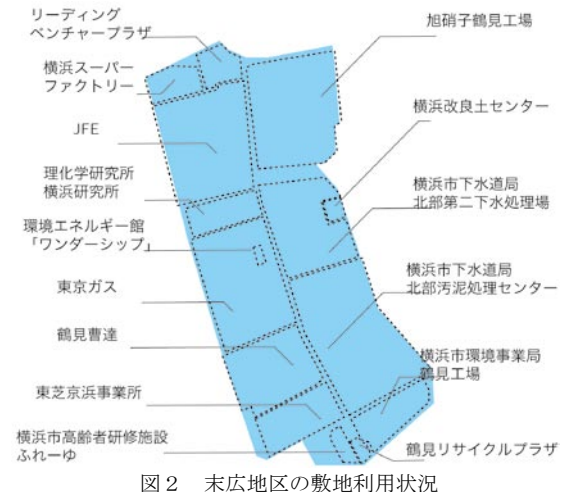 リーディング
ベンチャープラザ
横浜スーパー
ファクトリー
JFE
理化学研究所
横浜研究所
環境エネルギー館
「ワンダーシップ」
東京ガス
鶴見曹達
東芝京浜事業所
横浜市高齢者研修施設
ふれーゆ
旭硝子鶴見工場
横浜改良土センター
横浜市下水道局
北部第二下水処理場
横浜市下水道局
北部汚泥処理センター
横浜市環境事業局
鶴見工場
鶴見リサイクルプラザ
図２　末広地区の敷地利用状況